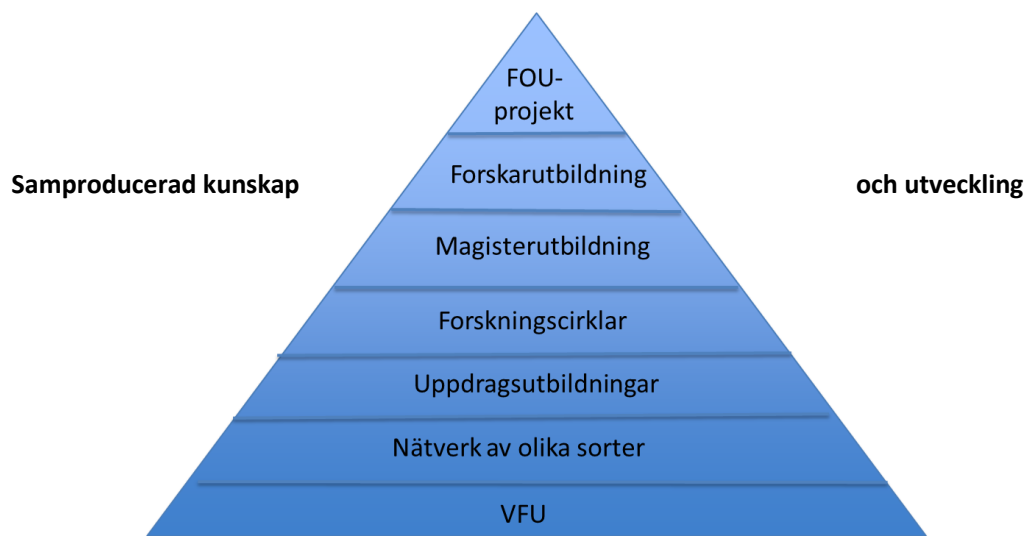 FOU-
projekt
Samproducerad kunskap
Forskarutbildning
och utveckling
Magisterutbildning
Forskningscirklar
Uppdragsutbildningar
Nätverk av olika sorter
VFU